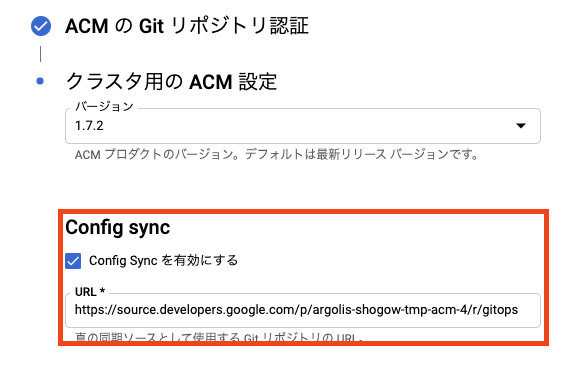 ACM の Git リポジトリ認証
クラスタ用の ACM 設定
バージョン
1.7.2
ACM プロダクトのバージョン。デフォルトは最新リリース バージョンです。
Config sync
Config Sync を有効にする
URL *
https://source.developers.google.com/p/argolis-shogow-tmp-acm-4/r/gitops
真の同期ソースとして使用する Git リポジトリの URL。